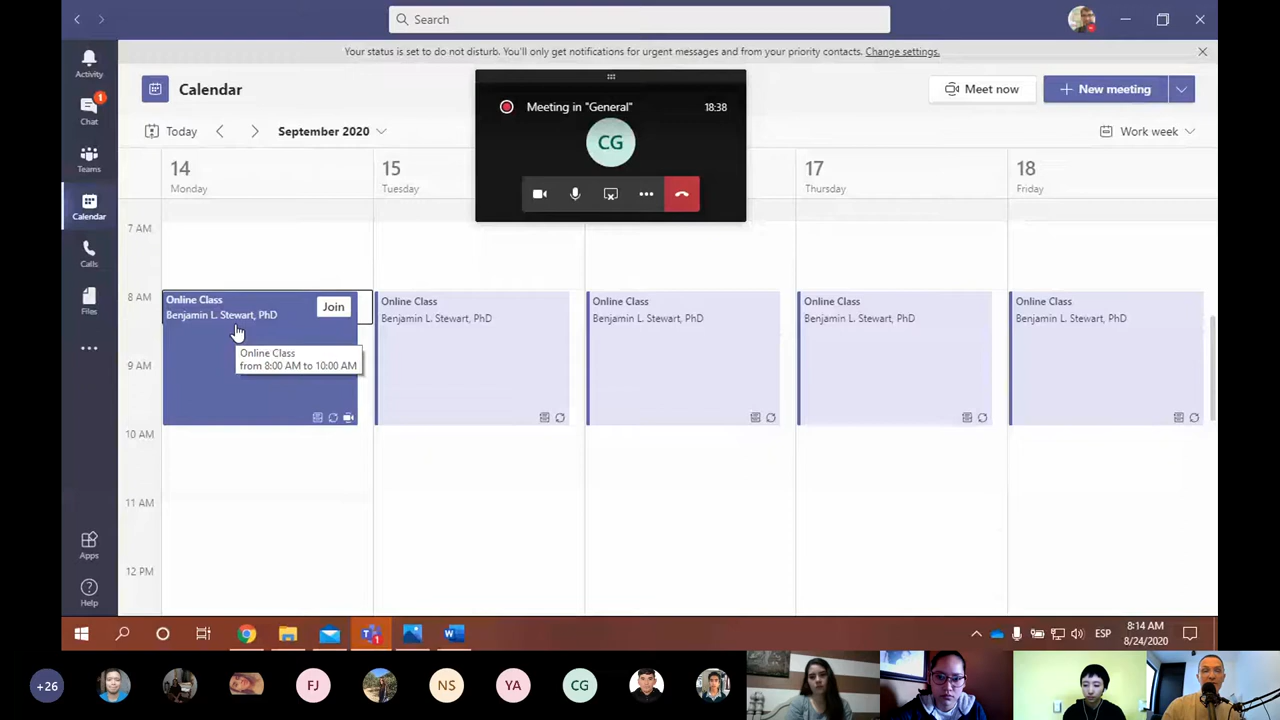 Search
Your status is set to do not disturb. You'll only get notifications for urgent messages and from your priority contacts. Change settings.
Activity
Chat
1
Teams
Calendar
Calls
Files
Apps
Help
Calendar
Meet now
New meeting
Today
September 2020
Work week
Meeting in "General"
18:38
CG
14
Monday
15
Tuesday
17
Thursday
18
Friday
7 AM
8 AM
9 AM
10 AM
11 AM
12 PM
Online Class
Benjamin L. Stewart, PhD
Join
Online Class
from 8:00 AM to 10:00 AM
Online Class
Benjamin L. Stewart, PhD
Online Class
Benjamin L. Stewart, PhD
Online Class
Benjamin L. Stewart, PhD
Online Class
Benjamin L. Stewart, PhD
ESP
8:14 AM
8/24/2020
+26
FJ
NS
YA
CG